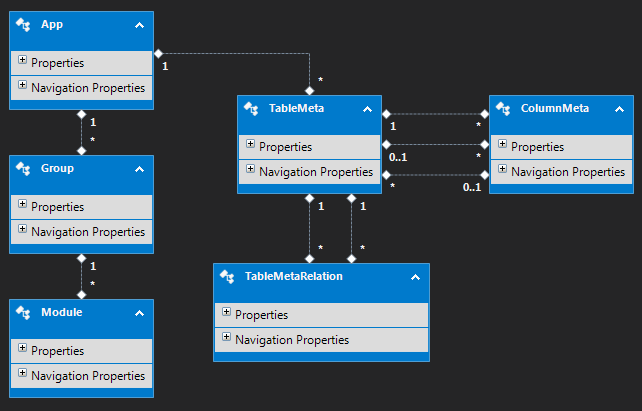 App
Properties
Navigation Properties
1
*
1
*
Group
Properties
Navigation Properties
1
*
Module
Properties
Navigation Properties
TableMeta
Properties
Navigation Properties
1
*
0..1
*
*
0..1
ColumnMeta
Properties
Navigation Properties
1
1
*
*
TableMetaRelation
Properties
Navigation Properties